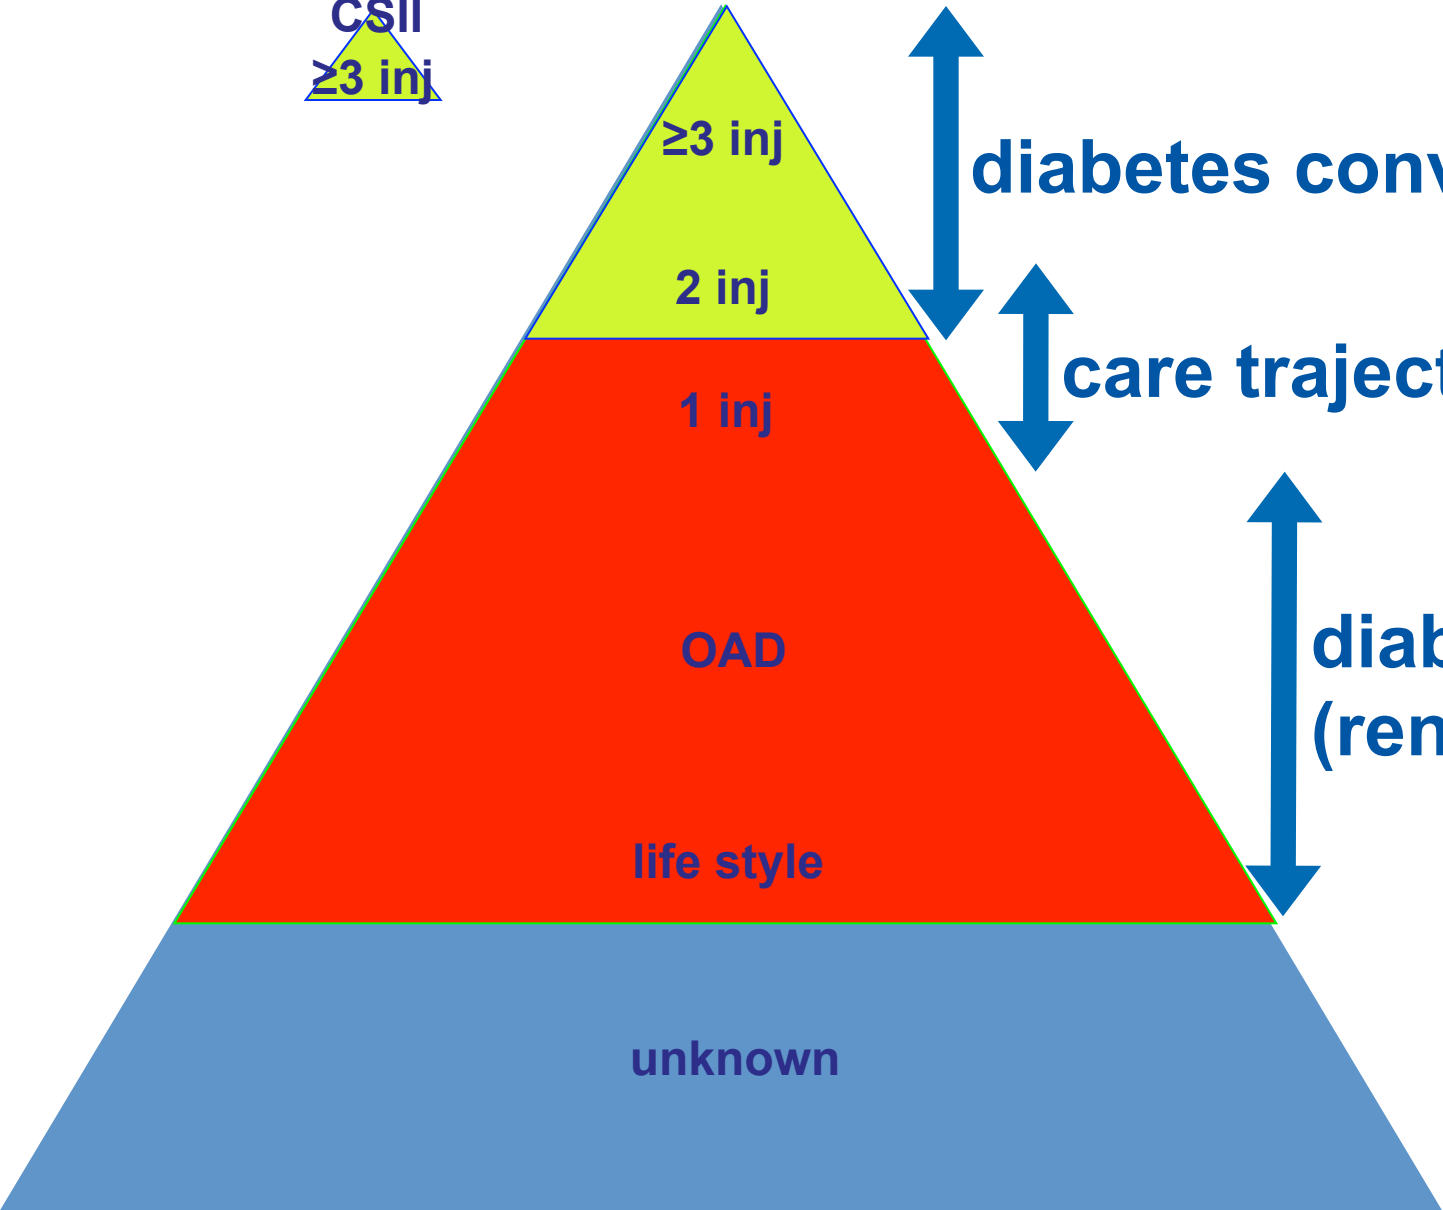 CSII
≥3 inj
≥3 inj
diabetes conv
2 inj
care traject
1 inj
diab
(ren
OAD
life style
unknown